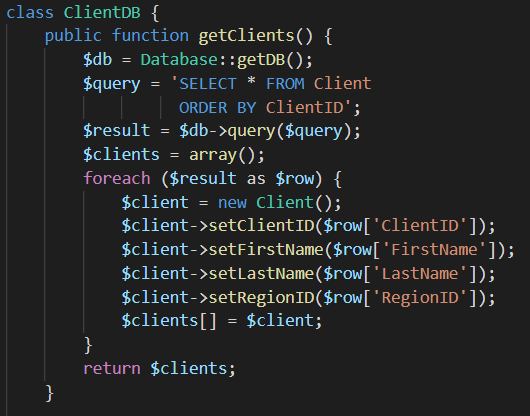 class ClientDB {
    public function getClients() {
        $db = Database::getDB();
        $query = 'SELECT * FROM Client
                  ORDER BY ClientID';
        $result = $db->query($query);
        $clients = array();
        foreach ($result as $row) {
            $client = new Client();
            $client->setClientID($row['ClientID']);
            $client->setFirstName($row['FirstName']);
            $client->setLastName($row['LastName']);
            $client->setRegionID($row['RegionID']);
            $clients[] = $client;
        }
        return $clients;
    }